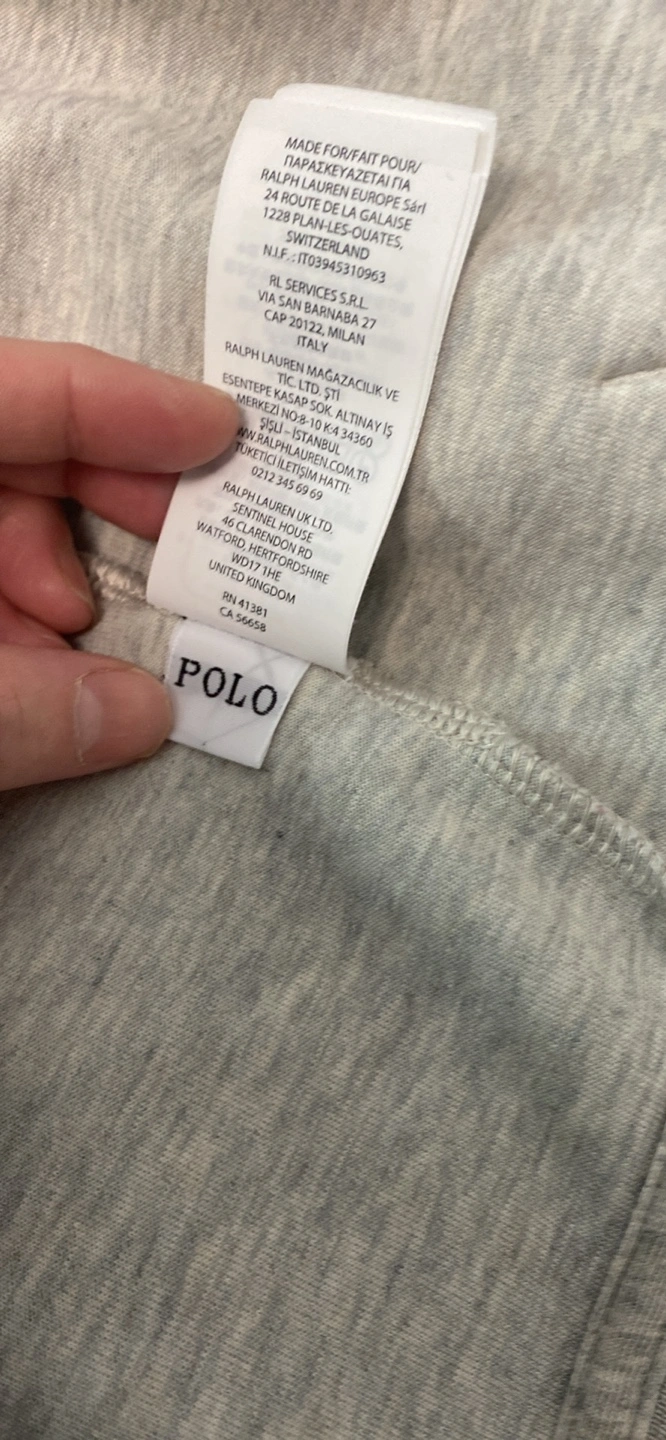 MADE FOR/FAIT POUR/
ΠΑΡΑΣΚΕΥΑΖΕΤΑΙ ΓΙΑ
RALPH LAUREN EUROPE Sàrl
24 ROUTE DE LA GALAISE
1228 PLAN-LES-OUATES,
SWITZERLAND
N.I.F. : IT03945310963
RL SERVICES S.R.L.
VIA SAN BARNABA 27
CAP 20122, MILAN
ITALY
RALPH LAUREN MAĞAZACILIK VE
TİC. LTD. ŞTİ
ESENTEPE KASAP SOK. ALTINAY İŞ
MERKEZİ NO:8-10 K:4 34360
ŞİŞLİ – İSTANBUL
WW.RALPHLAUREN.COM.TR
TÜKETİCİ İLETİŞİM HATTI:
0212 345 69 69
RALPH LAUREN UK LTD.
SENTINEL HOUSE
46 CLARENDON RD
WATFORD, HERTFORDSHIRE
WD17 1HE
UNITED KINGDOM
RN 41381
CA 56658
POLO